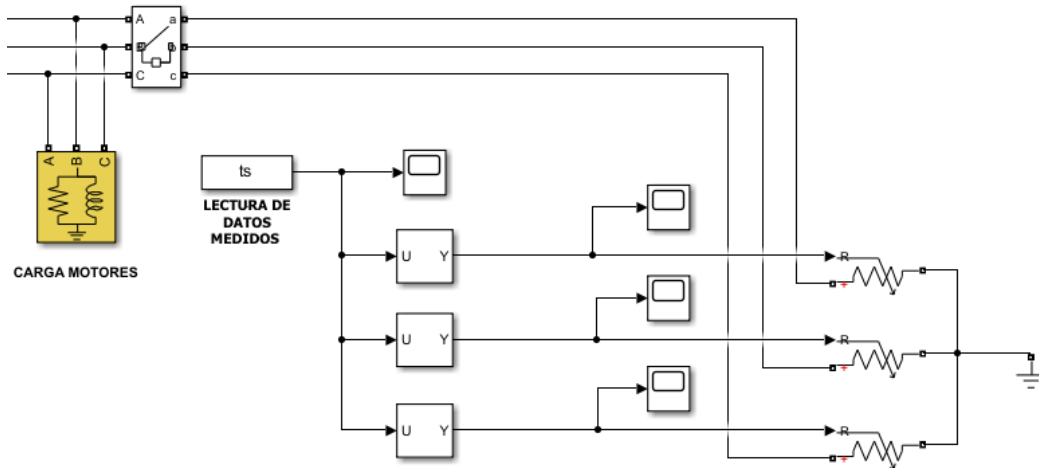 A a
b
C c
A B C
CARGA MOTORES
ts
LECTURA DE
DATOS
MEDIDOS
U Y
R
+
U Y
R
+
U Y
R
+